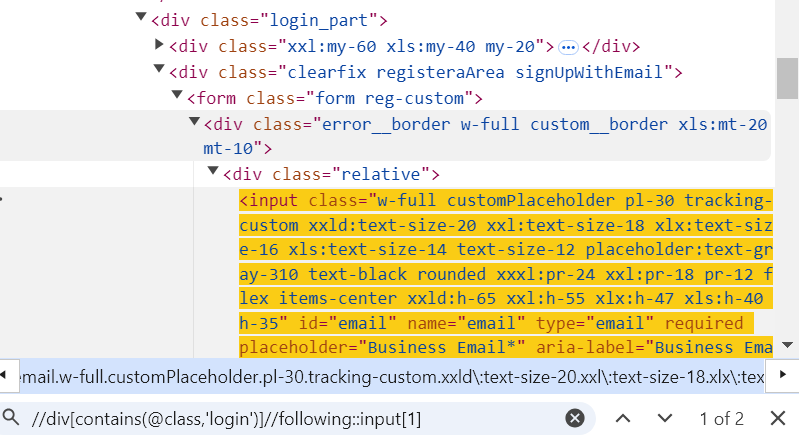 <div class="login_part">
<div class="xxl:my-60 xls:my-40 my-20"> … </div>
<div class="clearfix registeraArea signUpWithEmail">
<form class="form reg-custom">
<div class="error__border w-full custom__border xls:mt-20
mt-10">
<div class="relative">
<input class="w-full customPlaceholder pl-30 tracking-
custom xxld:text-size-20 xxl:text-size-18 xlx:text-siz
e-16 xls:text-size-14 text-size-12 placeholder:text-gr
ay-310 text-black rounded xxxl:pr-24 xxl:pr-18 pr-12 f
lex items-center xxld:h-65 xxl:h-55 xlx:h-47 xls:h-40
h-35" id="email" name="email" type="email" required
placeholder="Business Email*" aria-label="Business Ema
email.w-full.customPlaceholder.pl-30.tracking-custom.xxld\:text-size-20.xxl\:text-size-18.xlx\:tex
//div[contains(@class,'login')]//following::input[1] 1 of 2